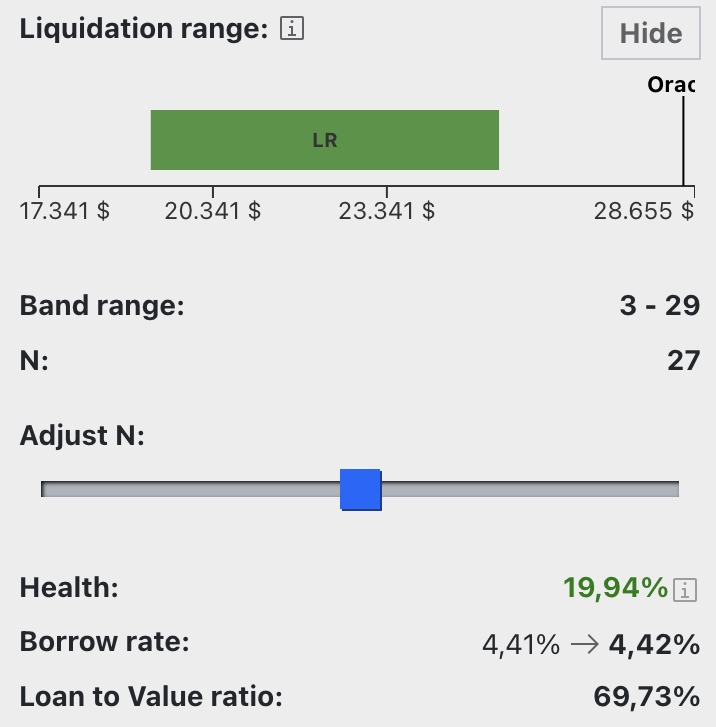 Liquidation range: i
Hide
Orac
LR
17.341 $ 20.341 $ 23.341 $ 28.655 $
Band range: 3 - 29
N: 27
Adjust N:
Health: 19,94% i
Borrow rate: 4,41% → 4,42%
Loan to Value ratio: 69,73%